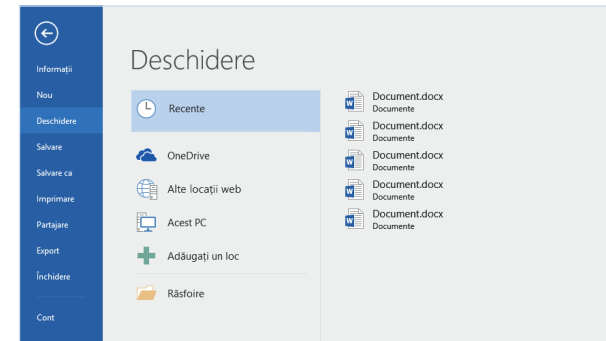 Informații
Nou
Deschidere
Salvare
Salvare ca
Imprimare
Partajare
Export
Închidere
Cont
Deschidere
Recente
OneDrive
Alte locații web
Acest PC
Adăugați un loc
Răsfoire
Document.docx
Documente
Document.docx
Documente
Document.docx
Documente
Document.docx
Documente
Document.docx
Documente